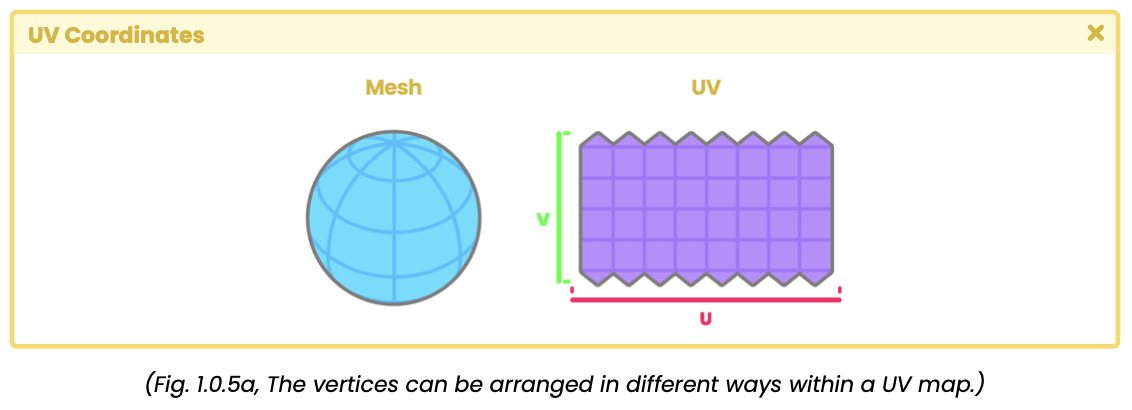 UV Coordinates
Mesh
UV
V
U
(Fig. 1.0.5a, The vertices can be arranged in different ways within a UV map.)